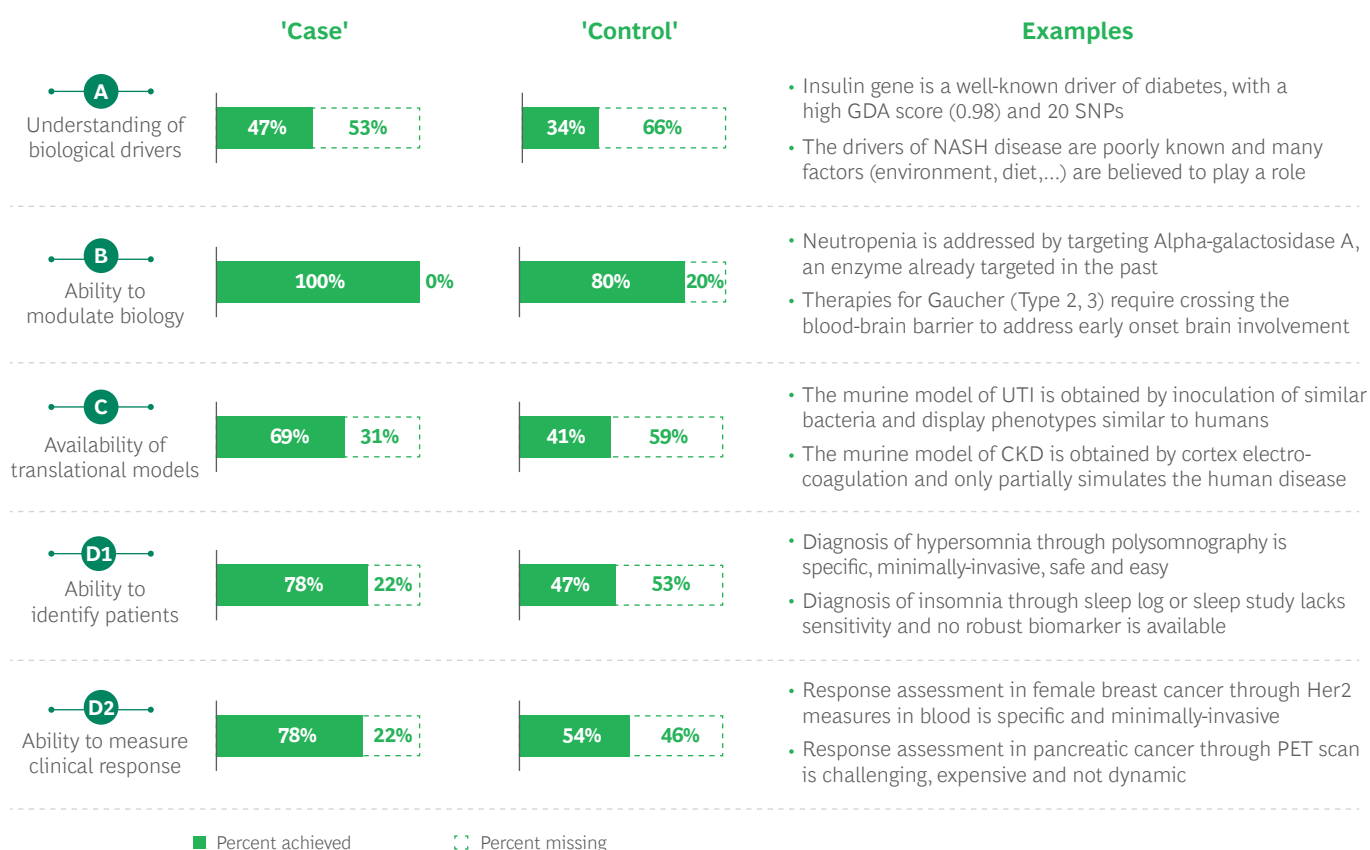 'Case'
'Control'
Examples
A
Understanding of
biological drivers
47%
53%
34%
66%
• Insulin gene is a well-known driver of diabetes, with a
high GDA score (0.98) and 20 SNPs
• The drivers of NASH disease are poorly known and many
factors (environment, diet,...) are believed to play a role
B
Ability to
modulate biology
100%
0%
80%
20%
• Neutropenia is addressed by targeting Alpha-galactosidase A,
an enzyme already targeted in the past
• Therapies for Gaucher (Type 2, 3) require crossing the
blood-brain barrier to address early onset brain involvement
C
Availability of
translational models
69%
31%
41%
59%
• The murine model of UTI is obtained by inoculation of similar
bacteria and display phenotypes similar to humans
• The murine model of CKD is obtained by cortex electro-
coagulation and only partially simulates the human disease
D1
Ability to
identify patients
78%
22%
47%
53%
• Diagnosis of hypersomnia through polysomnography is
specific, minimally-invasive, safe and easy
• Diagnosis of insomnia through sleep log or sleep study lacks
sensitivity and no robust biomarker is available
D2
Ability to measure
clinical response
78%
22%
54%
46%
• Response assessment in female breast cancer through Her2
measures in blood is specific and minimally-invasive
• Response assessment in pancreatic cancer through PET scan
is challenging, expensive and not dynamic
Percent achieved
Percent missing